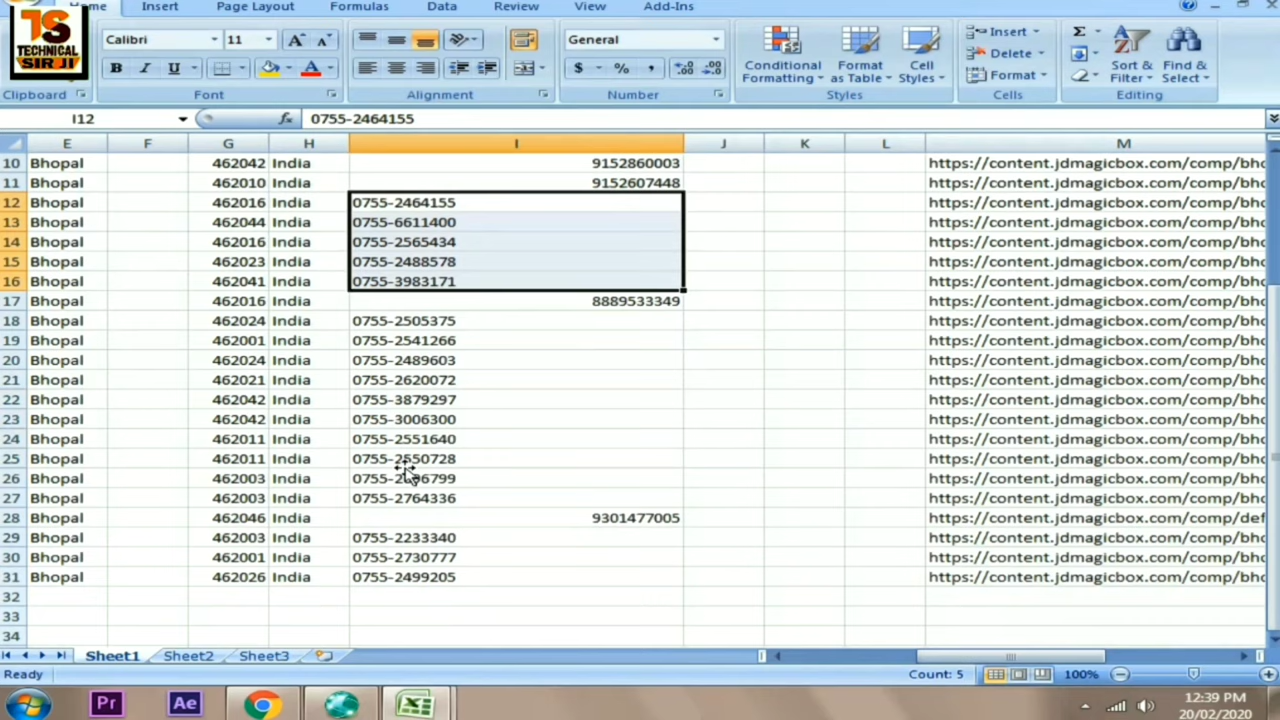 TS
TECHNICAL
SIR JI
Home Insert Page Layout Formulas Data Review View Add-Ins
Calibri 11 A A General Insert Σ
B I U A $ % , .0 .00 .00 .0 Conditional Formatting Format as Table Cell Styles Delete Format Sort & Filter Find & Select
Clipboard Font Alignment Number Styles Cells Editing
I12 fx 0755-2464155
E F G H I J K L M
10 Bhopal 462042 India 9152860003 https://content.jdmagicbox.com/comp/bho
11 Bhopal 462010 India 9152607448 https://content.jdmagicbox.com/comp/bho
12 Bhopal 462016 India 0755-2464155 https://content.jdmagicbox.com/comp/bho
13 Bhopal 462044 India 0755-6611400 https://content.jdmagicbox.com/comp/bho
14 Bhopal 462016 India 0755-2565434 https://content.jdmagicbox.com/comp/bho
15 Bhopal 462023 India 0755-2488578 https://content.jdmagicbox.com/comp/bho
16 Bhopal 462041 India 0755-3983171 https://content.jdmagicbox.com/comp/bho
17 Bhopal 462016 India 8889533349 https://content.jdmagicbox.com/comp/bho
18 Bhopal 462024 India 0755-2505375 https://content.jdmagicbox.com/comp/bho
19 Bhopal 462001 India 0755-2541266 https://content.jdmagicbox.com/comp/bho
20 Bhopal 462024 India 0755-2489603 https://content.jdmagicbox.com/comp/bho
21 Bhopal 462021 India 0755-2620072 https://content.jdmagicbox.com/comp/bho
22 Bhopal 462042 India 0755-3879297 https://content.jdmagicbox.com/comp/bho
23 Bhopal 462042 India 0755-3006300 https://content.jdmagicbox.com/comp/bho
24 Bhopal 462011 India 0755-2551640 https://content.jdmagicbox.com/comp/bho
25 Bhopal 462011 India 0755-2550728 https://content.jdmagicbox.com/comp/bho
26 Bhopal 462003 India https://content.jdmagicbox.com/comp/bho
27 Bhopal 462003 India 0755-2764336 https://content.jdmagicbox.com/comp/bho
28 Bhopal 462046 India 9301477005 https://content.jdmagicbox.com/comp/def
29 Bhopal 462003 India 0755-2233340 https://content.jdmagicbox.com/comp/bho
30 Bhopal 462001 India 0755-2730777 https://content.jdmagicbox.com/comp/bho
31 Bhopal 462026 India 0755-2499205 https://content.jdmagicbox.com/comp/bho
32
33
34
Sheet1 Sheet2 Sheet3
Ready Count: 5 100%
Pr Ae 12:39 PM
20/02/2020